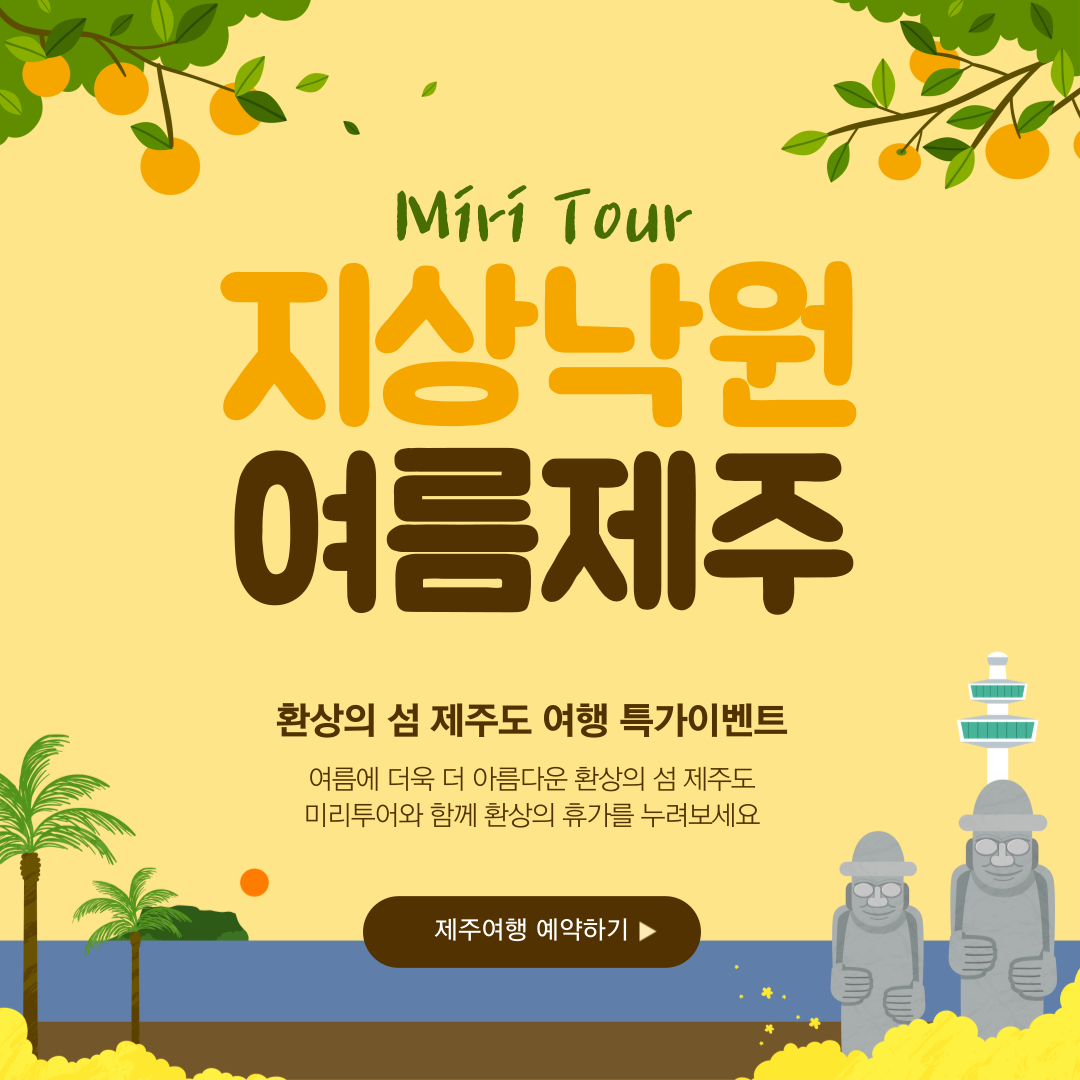 Miri Tour
지상낙원
여름제주
환상의 섬 제주도 여행 특가이벤트
여름에 더욱 더 아름다운 환상의 섬 제주도
미리투어와 함께 환상의 휴가를 누려보세요
제주여행 예약하기 ▶